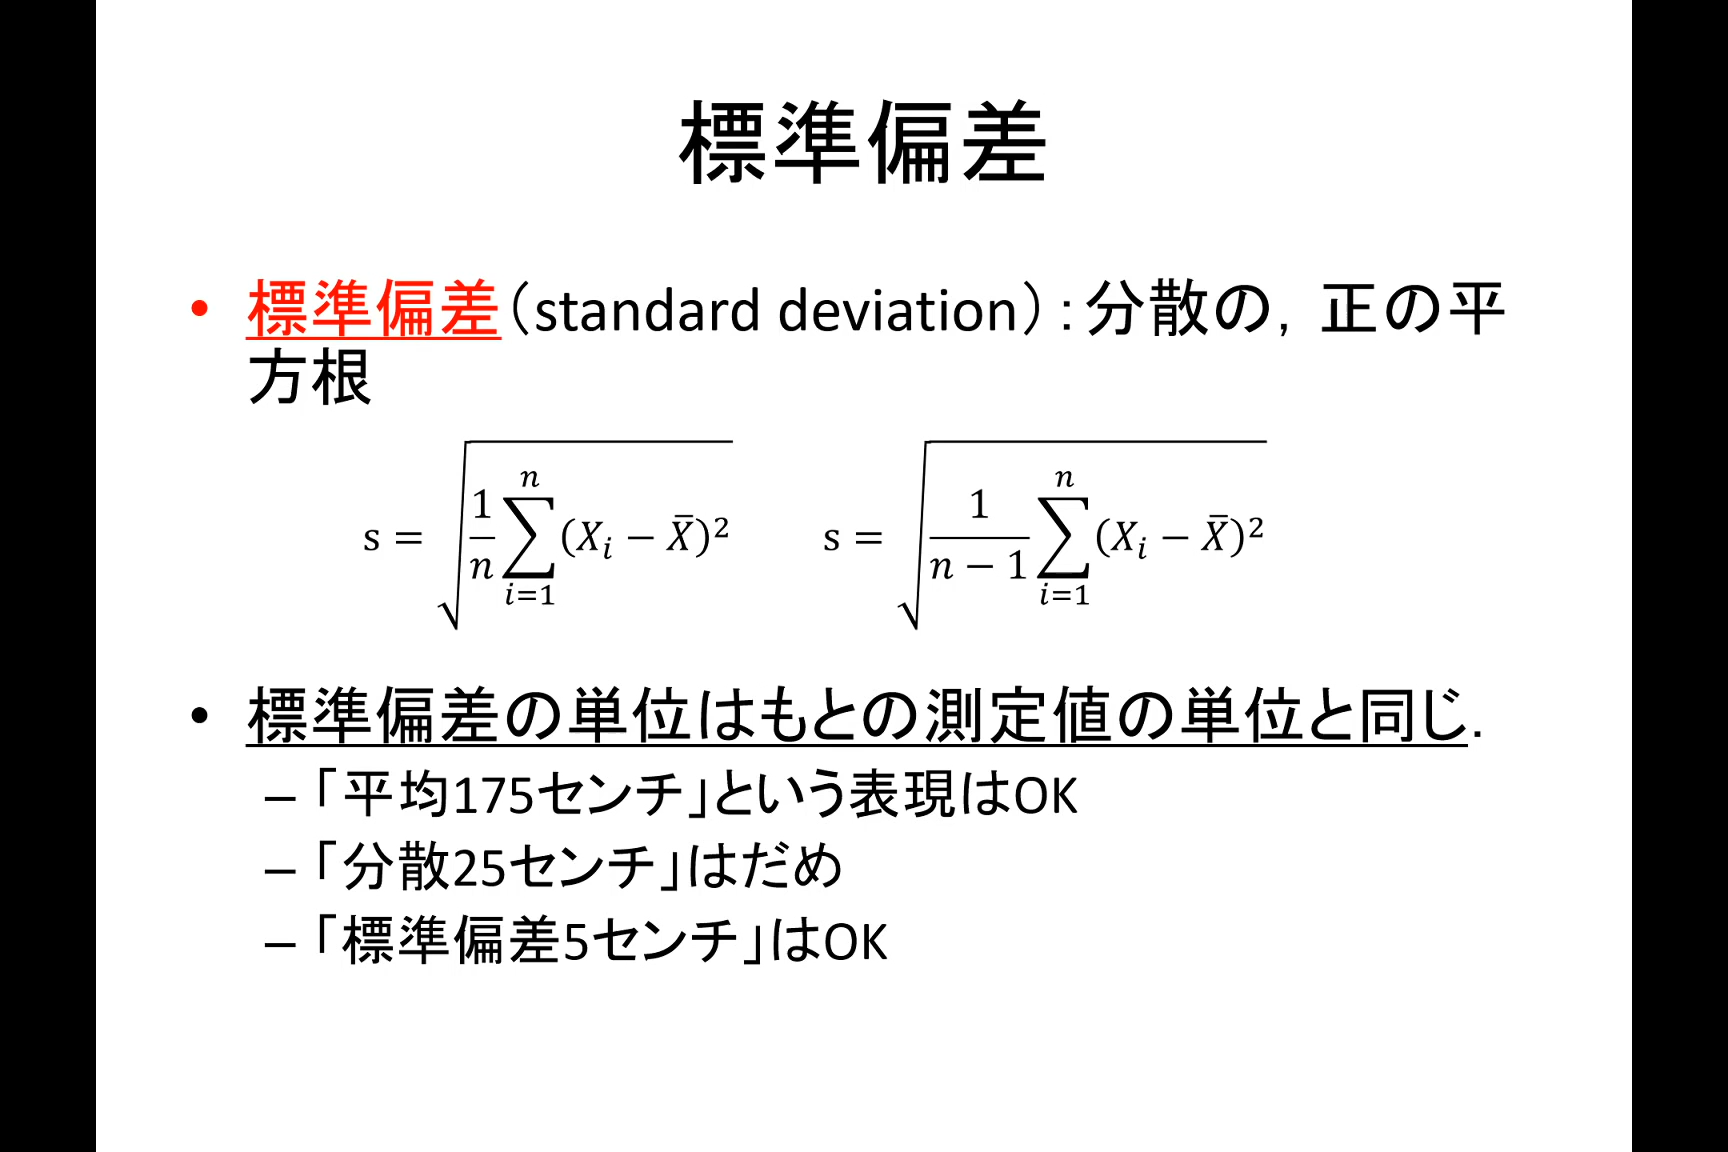 標準偏差
• 標準偏差（standard deviation）：分散の，正の平
方根
s = √(1/n ∑_{i=1}^{n} (X_i − X̄)²) s = √(1/(n − 1) ∑_{i=1}^{n} (X_i − X̄)²)
• 標準偏差の単位はもとの測定値の単位と同じ．
– 「平均175センチ」という表現はOK
– 「分散25センチ」はだめ
– 「標準偏差5センチ」はOK